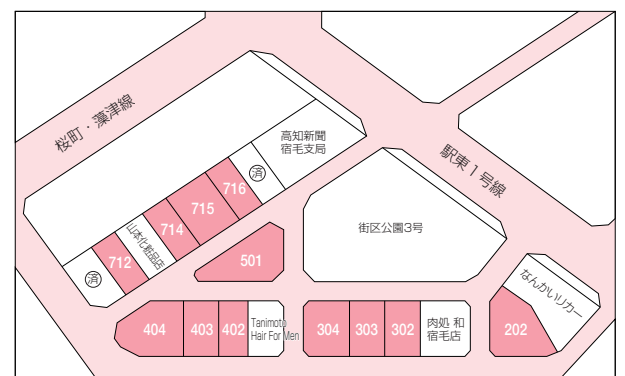 桜町・藻津線
高知新聞
宿毛支局
駅東1号線
済
716
715
714
山本化粧品店
712
済
街区公園3号
501
なんかいリカー
404
403
402
Tanimoto
Hair For Men
304
303
302
肉処 和
宿毛店
202